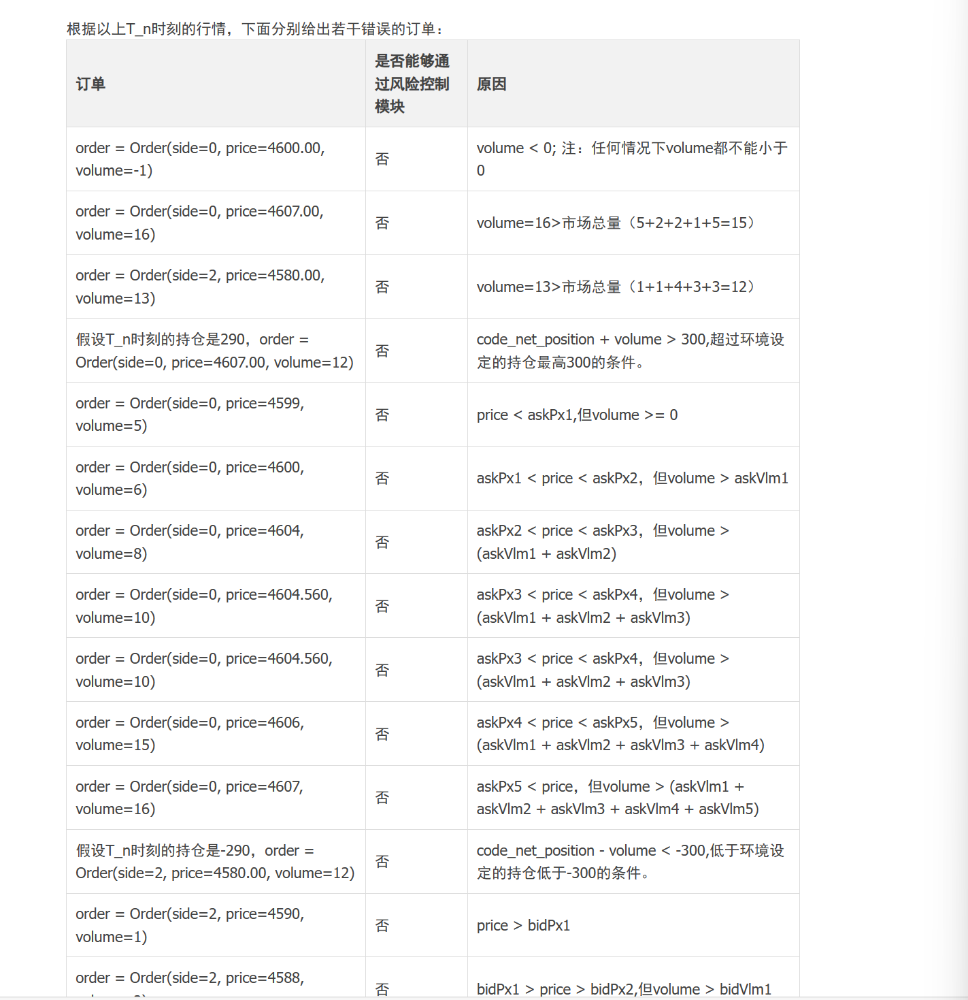 根据以上T_n时刻的行情，下面分别给出若干错误的订单：
订单
是否能够通
过风险控制
模块
原因
order = Order(side=0, price=4600.00,
volume=-1)
否
volume < 0; 注：任何情况下volume都不能小于
0
order = Order(side=0, price=4607.00,
volume=16)
否
volume=16>市场总量（5+2+2+1+5=15）
order = Order(side=2, price=4580.00,
volume=13)
否
volume=13>市场总量（1+1+4+3+3=12）
假设T_n时刻的持仓是290，order =
Order(side=0, price=4607.00, volume=12)
否
code_net_position + volume > 300,超过环境设
定的持仓最高300的条件。
order = Order(side=0, price=4599,
volume=5)
否
price < askPx1,但volume >= 0
order = Order(side=0, price=4600,
volume=6)
否
askPx1 < price < askPx2，但volume > askVlm1
order = Order(side=0, price=4604,
volume=8)
否
askPx2 < price < askPx3，但volume >
(askVlm1 + askVlm2)
order = Order(side=0, price=4604.560,
volume=10)
否
askPx3 < price < askPx4，但volume >
(askVlm1 + askVlm2 + askVlm3)
order = Order(side=0, price=4604.560,
volume=10)
否
askPx3 < price < askPx4，但volume >
(askVlm1 + askVlm2 + askVlm3)
order = Order(side=0, price=4606,
volume=15)
否
askPx4 < price < askPx5，但volume >
(askVlm1 + askVlm2 + askVlm3 + askVlm4)
order = Order(side=0, price=4607,
volume=16)
否
askPx5 < price，但volume > (askVlm1 +
askVlm2 + askVlm3 + askVlm4 + askVlm5)
假设T_n时刻的持仓是-290，order =
Order(side=2, price=4580.00, volume=12)
否
code_net_position - volume < -300,低于环境设
定的持仓低于-300的条件。
order = Order(side=2, price=4590,
volume=1)
否
price > bidPx1
order = Order(side=2, price=4588,
否
bidPx1 > price > bidPx2,但volume > bidVlm1